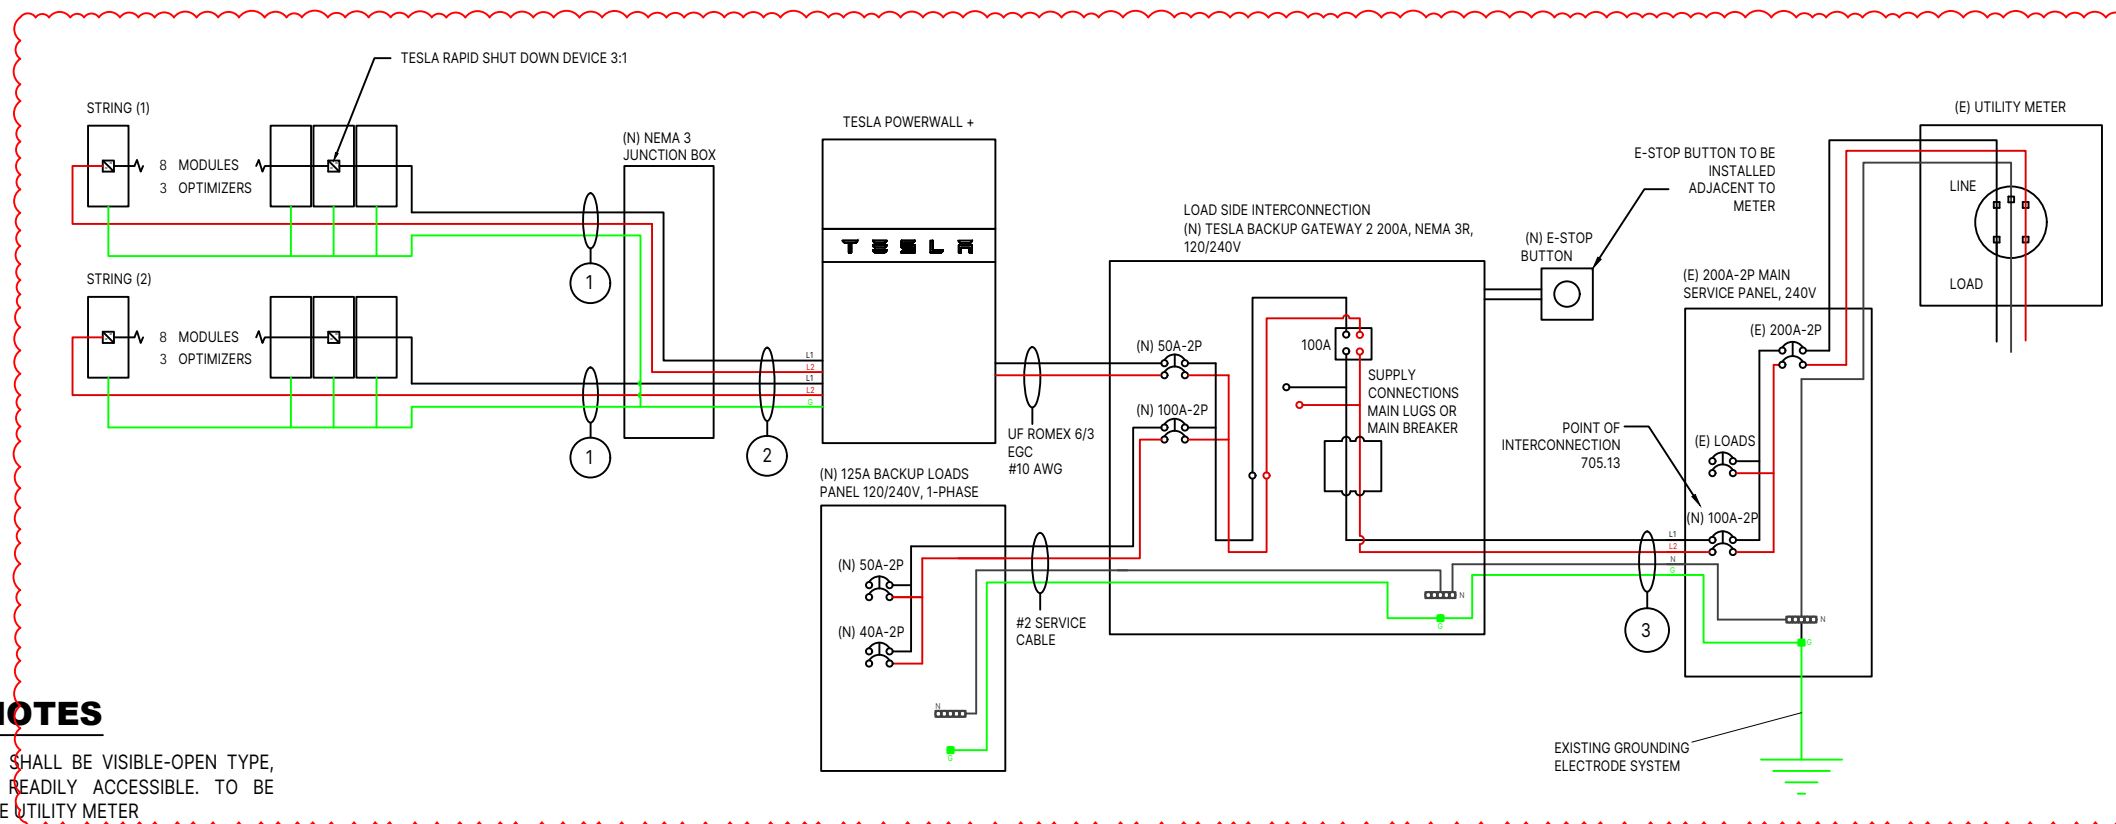 TESLA RAPID SHUT DOWN DEVICE 3:1
STRING (1)
8 MODULES
3 OPTIMIZERS
1
STRING (2)
8 MODULES
3 OPTIMIZERS
1
(N) NEMA 3
JUNCTION BOX
2
L1
L2
L1
L2
G
TESLA POWERWALL +
TESLA
UF ROMEX 6/3
EGC
#10 AWG
(N) 125A BACKUP LOADS
PANEL 120/240V, 1-PHASE
(N) 50A-2P
(N) 40A-2P
N
G
#2 SERVICE
CABLE
LOAD SIDE INTERCONNECTION
(N) TESLA BACKUP GATEWAY 2 200A, NEMA 3R,
120/240V
(N) 50A-2P
(N) 100A-2P
100A
SUPPLY
CONNECTIONS
MAIN LUGS OR
MAIN BREAKER
N
G
(N) E-STOP
BUTTON
E-STOP BUTTON TO BE
INSTALLED
ADJACENT TO
METER
3
L1
L2
N
G
(E) 200A-2P MAIN
SERVICE PANEL, 240V
(E) 200A-2P
(E) LOADS
POINT OF
INTERCONNECTION
705.13
(N) 100A-2P
N
G
(E) UTILITY METER
LINE
LOAD
EXISTING GROUNDING
ELECTRODE SYSTEM
NOTES
SHALL BE VISIBLE-OPEN TYPE,
READILY ACCESSIBLE. TO BE
E UTILITY METER